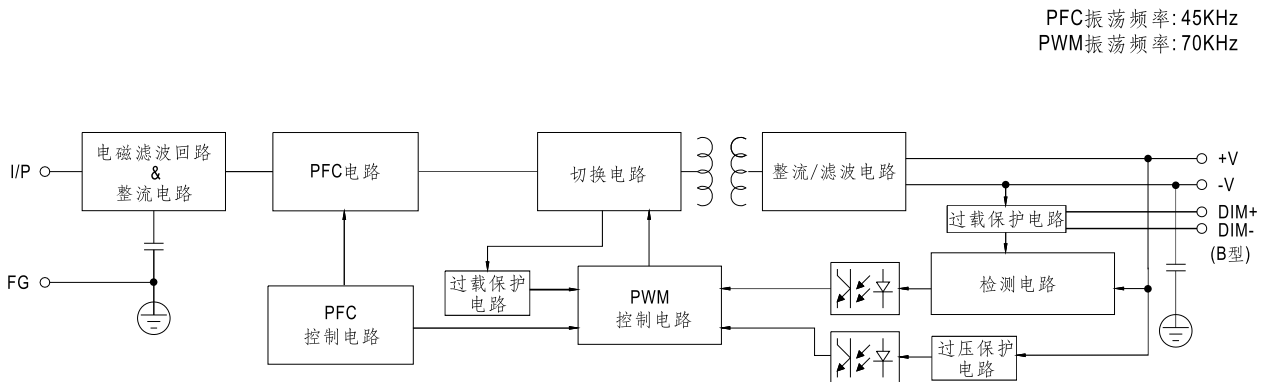 PFC振荡频率: 45KHz
PWM振荡频率: 70KHz
I/P
电磁滤波回路
&
整流电路
PFC电路
切换电路
整流/滤波电路
+V
-V
过载保护电路
DIM+
DIM-
(B型)
FG
PFC
控制电路
过载保护
电路
PWM
控制电路
检测电路
过压保护
电路